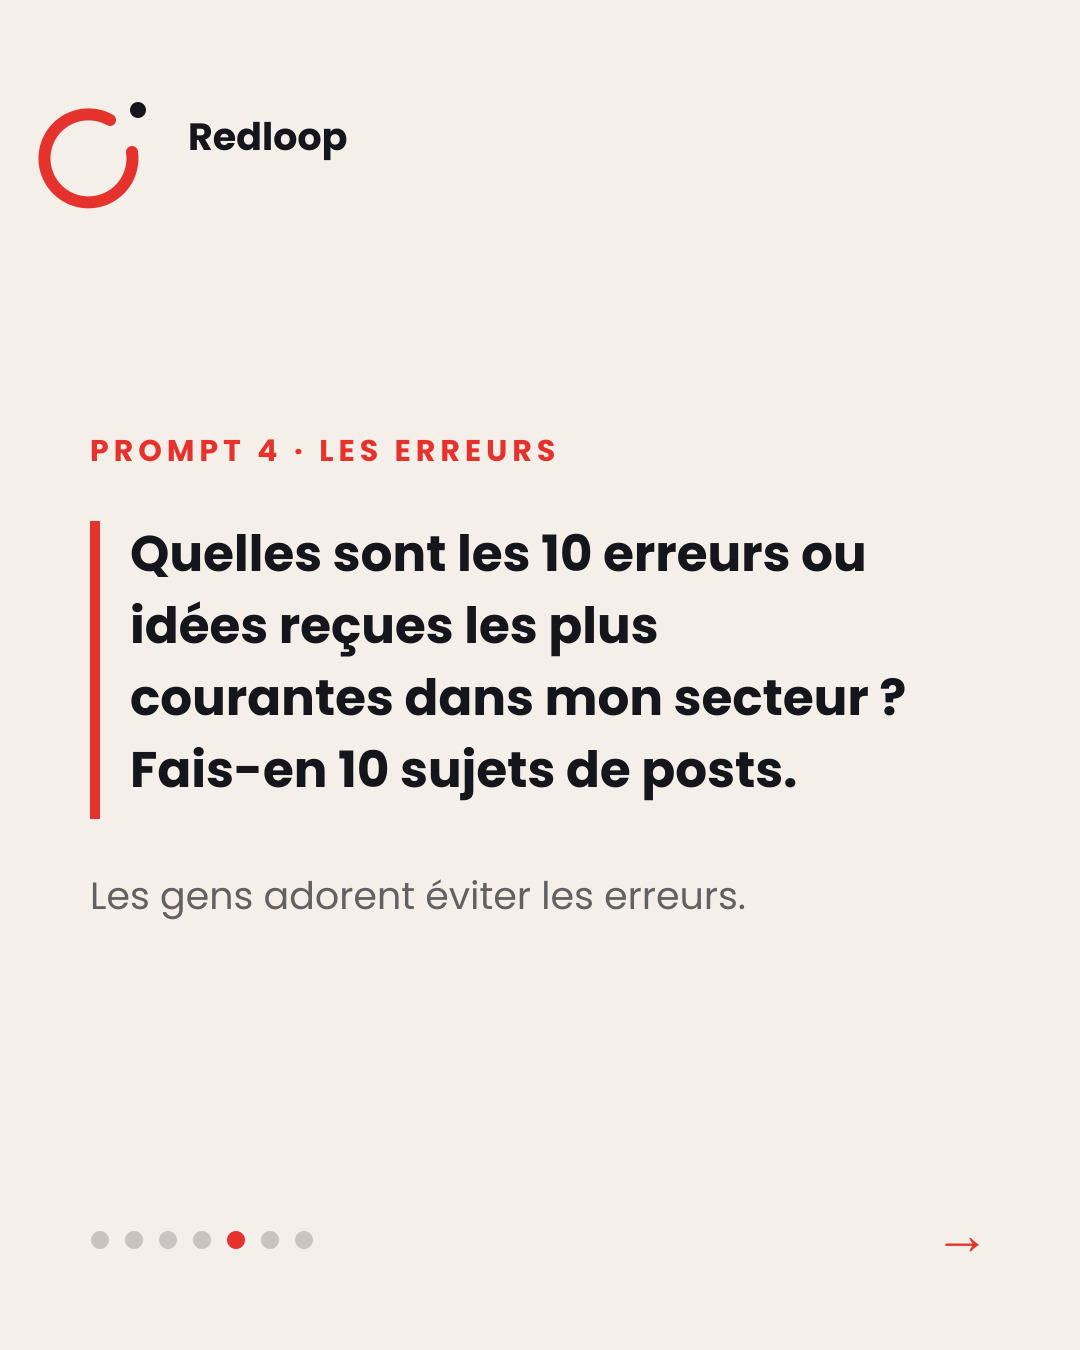 Redloop
PROMPT 4 · LES ERREURS
Quelles sont les 10 erreurs ou
idées reçues les plus
courantes dans mon secteur ?
Fais-en 10 sujets de posts.
Les gens adorent éviter les erreurs.
→